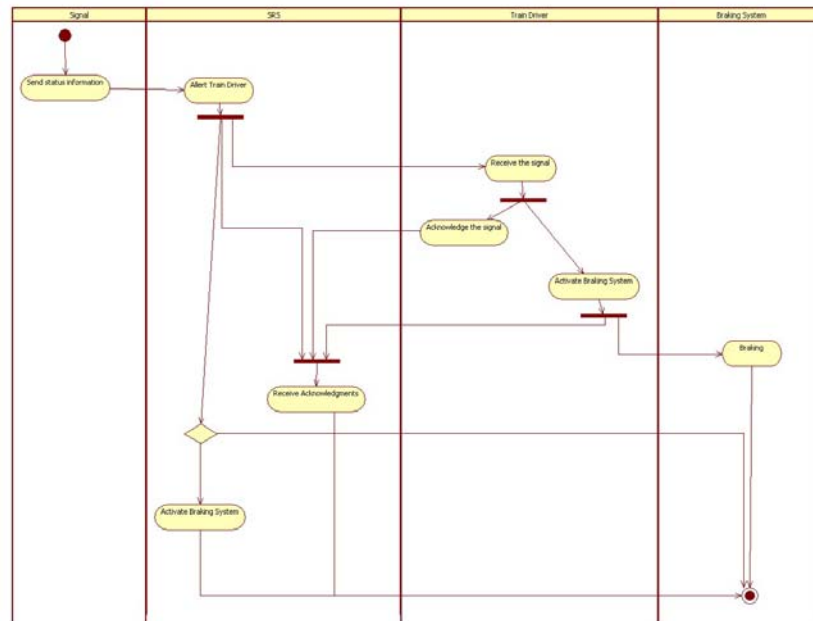 Signal
SRS
Train Driver
Braking System
Send status information
Allert Train Driver
Receive the signal
Acknowledge the signal
Activate Braking System
Braking
Receive Acknowledgments
Activate Braking System